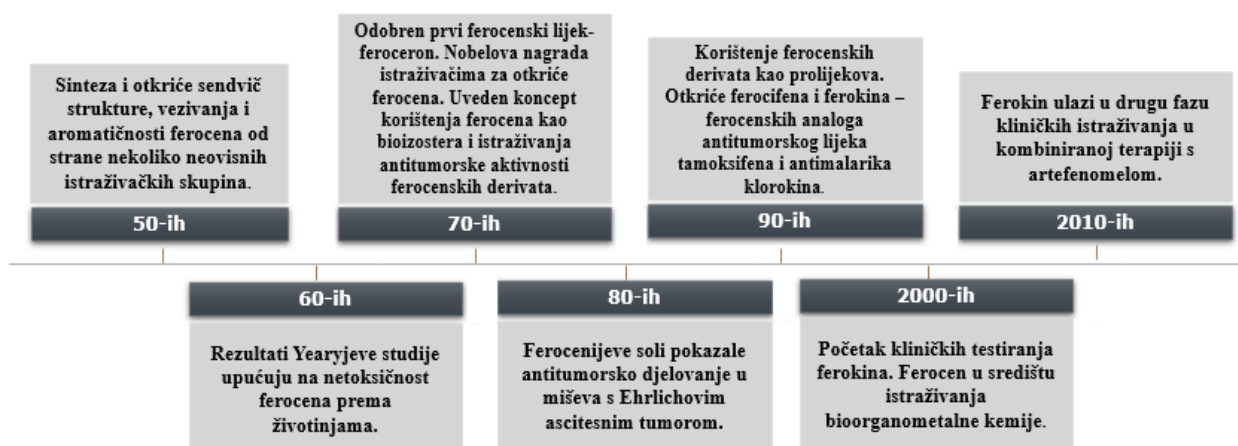 Sinteza i otkriće sendvič
strukture, vezivanja i
aromatičnosti ferocena od
strane nekoliko neovisnih
istraživačkih skupina.
50-ih
Rezultati Yearyjeve studije
upućuju na netoksičnost
ferocena prema
životinjama.
60-ih
Odobren prvi ferocenski lijek-
feroceron. Nobelova nagrada
istraživačima za otkriće
ferocena. Uveden koncept
korištenja ferocena kao
bioizostera i istraživanja
antitumorske aktivnosti
ferocenskih derivata.
70-ih
Ferocenijeve soli pokazale
antitumorsko djelovanje u
miševa s Ehrlichovim
ascitesnim tumorom.
80-ih
Korištenje ferocenskih
derivata kao prolijekova.
Otkriće ferocifena i ferokina –
ferocenskih analoga
antitumorskog lijeka
tamoksifena i antimalarika
klorokina.
90-ih
Početak kliničkih testiranja
ferokina. Ferocen u središtu
istraživanja
bioorganometalne kemije.
2000-ih
Ferokin ulazi u drugu fazu
kliničkih istraživanja u
kombiniranoj terapiji s
artefenomelom.
2010-ih